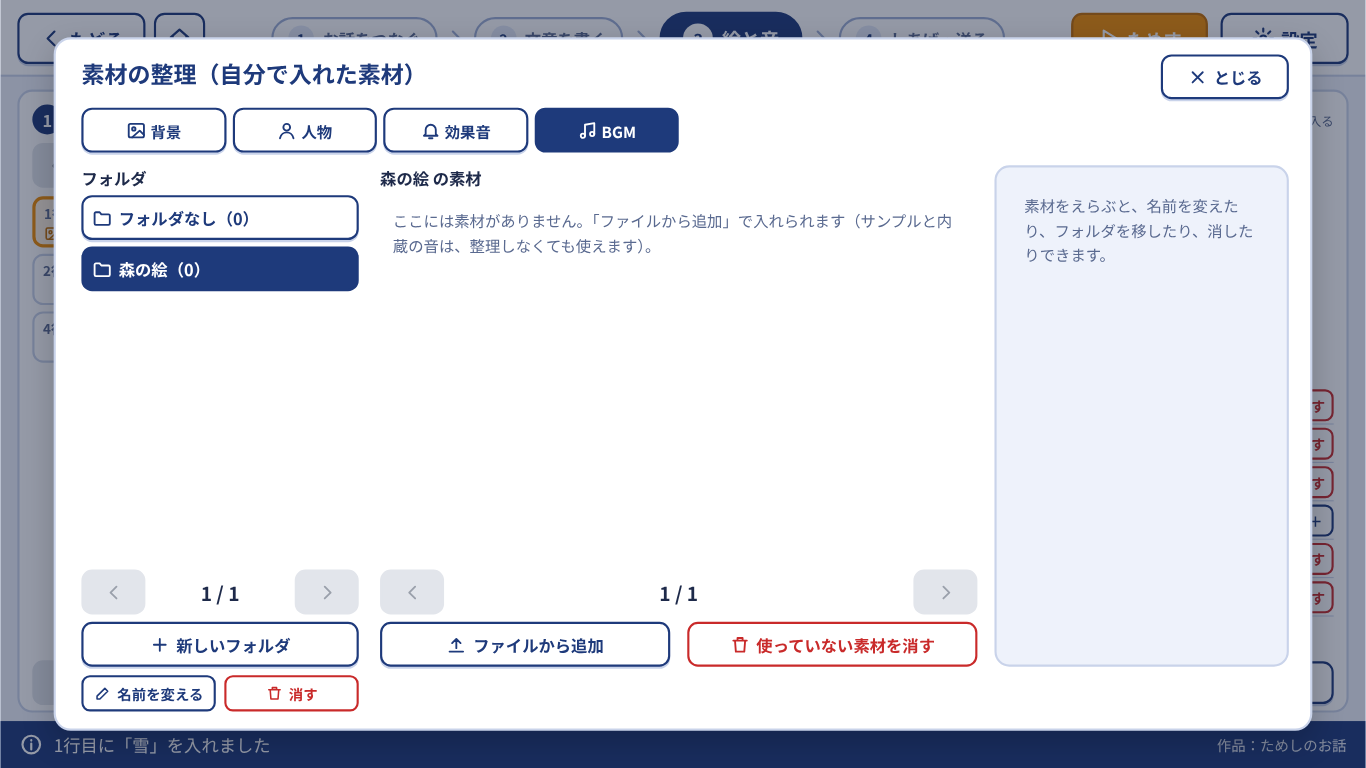 素材の整理（自分で入れた素材）
とじる
背景
人物
効果音
BGM
フォルダ
フォルダなし（0）
森の絵（0）
森の絵 の素材
ここには素材がありません。「ファイルから追加」で入れられます（サンプルと内
蔵の音は、整理しなくても使えます）。
素材をえらぶと、名前を変えた
り、フォルダを移したり、消した
りできます。
1 / 1
1 / 1
新しいフォルダ
ファイルから追加
使っていない素材を消す
名前を変える
消す
1行目に「雪」を入れました
作品：ためしのお話